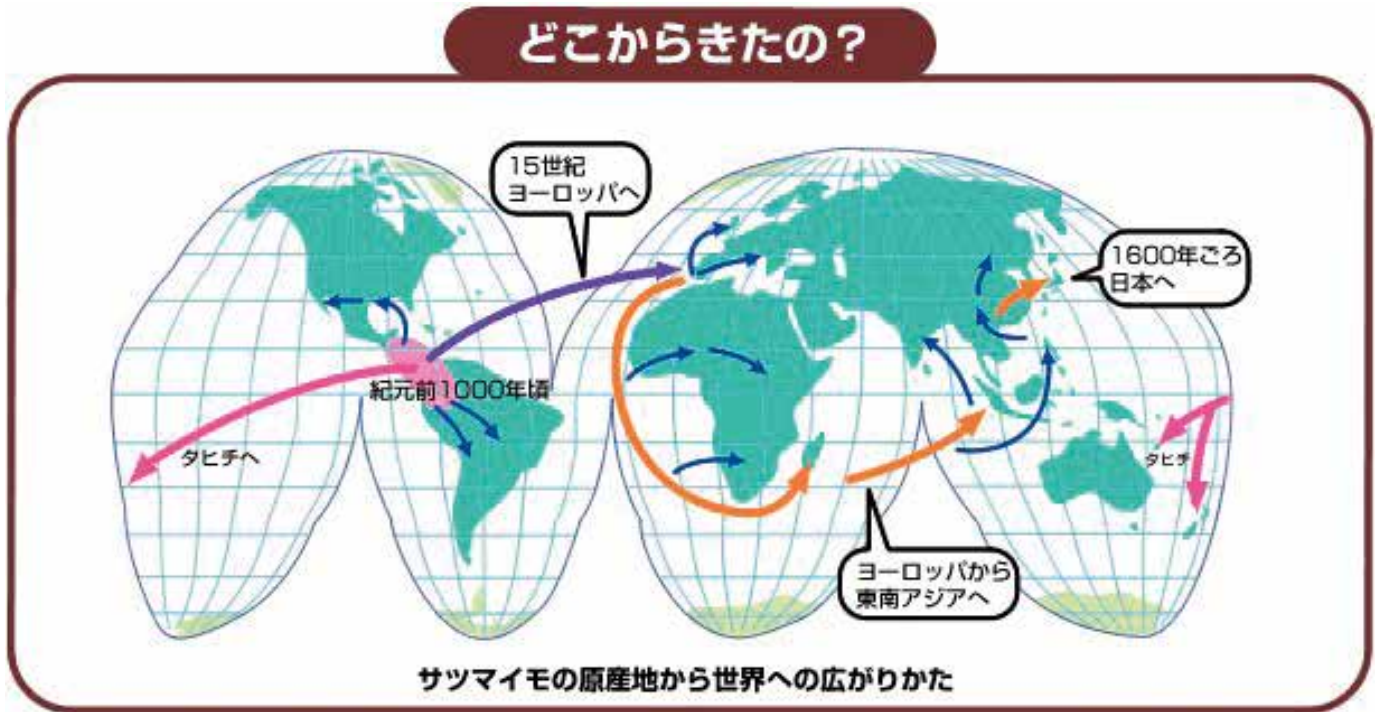 どこからきたの？
15世紀
ヨーロッパへ
1600年ごろ
日本へ
紀元前1000年頃
タヒチへ
タヒチ
ヨーロッパから
東南アジアへ
サツマイモの原産地から世界への広がりかた